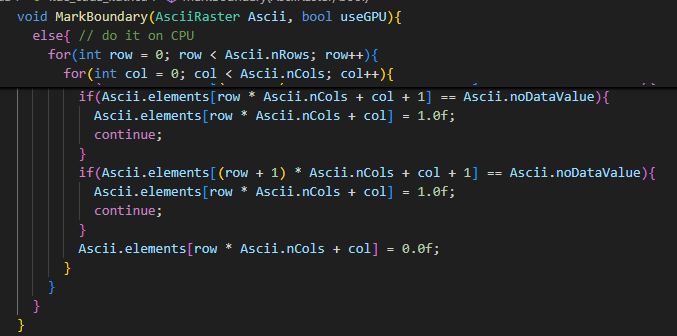 void MarkBoundary(AsciiRaster Ascii, bool useGPU){
else{ // do it on CPU
for(int row = 0; row < Ascii.nRows; row++){
for(int col = 0; col < Ascii.nCols; col++){
if(Ascii.elements[row * Ascii.nCols + col + 1] == Ascii.noDataValue){
Ascii.elements[row * Ascii.nCols + col] = 1.0f;
continue;
}
if(Ascii.elements[(row + 1) * Ascii.nCols + col + 1] == Ascii.noDataValue){
Ascii.elements[row * Ascii.nCols + col] = 1.0f;
continue;
}
Ascii.elements[row * Ascii.nCols + col] = 0.0f;
}
}
}
}